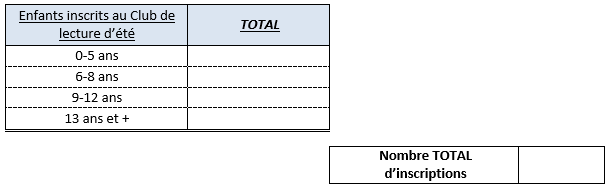 Enfants inscrits au Club de
lecture d'été
TOTAL
0-5 ans
6-8 ans
9-12 ans
13 ans et +
Nombre TOTAL
d'inscriptions